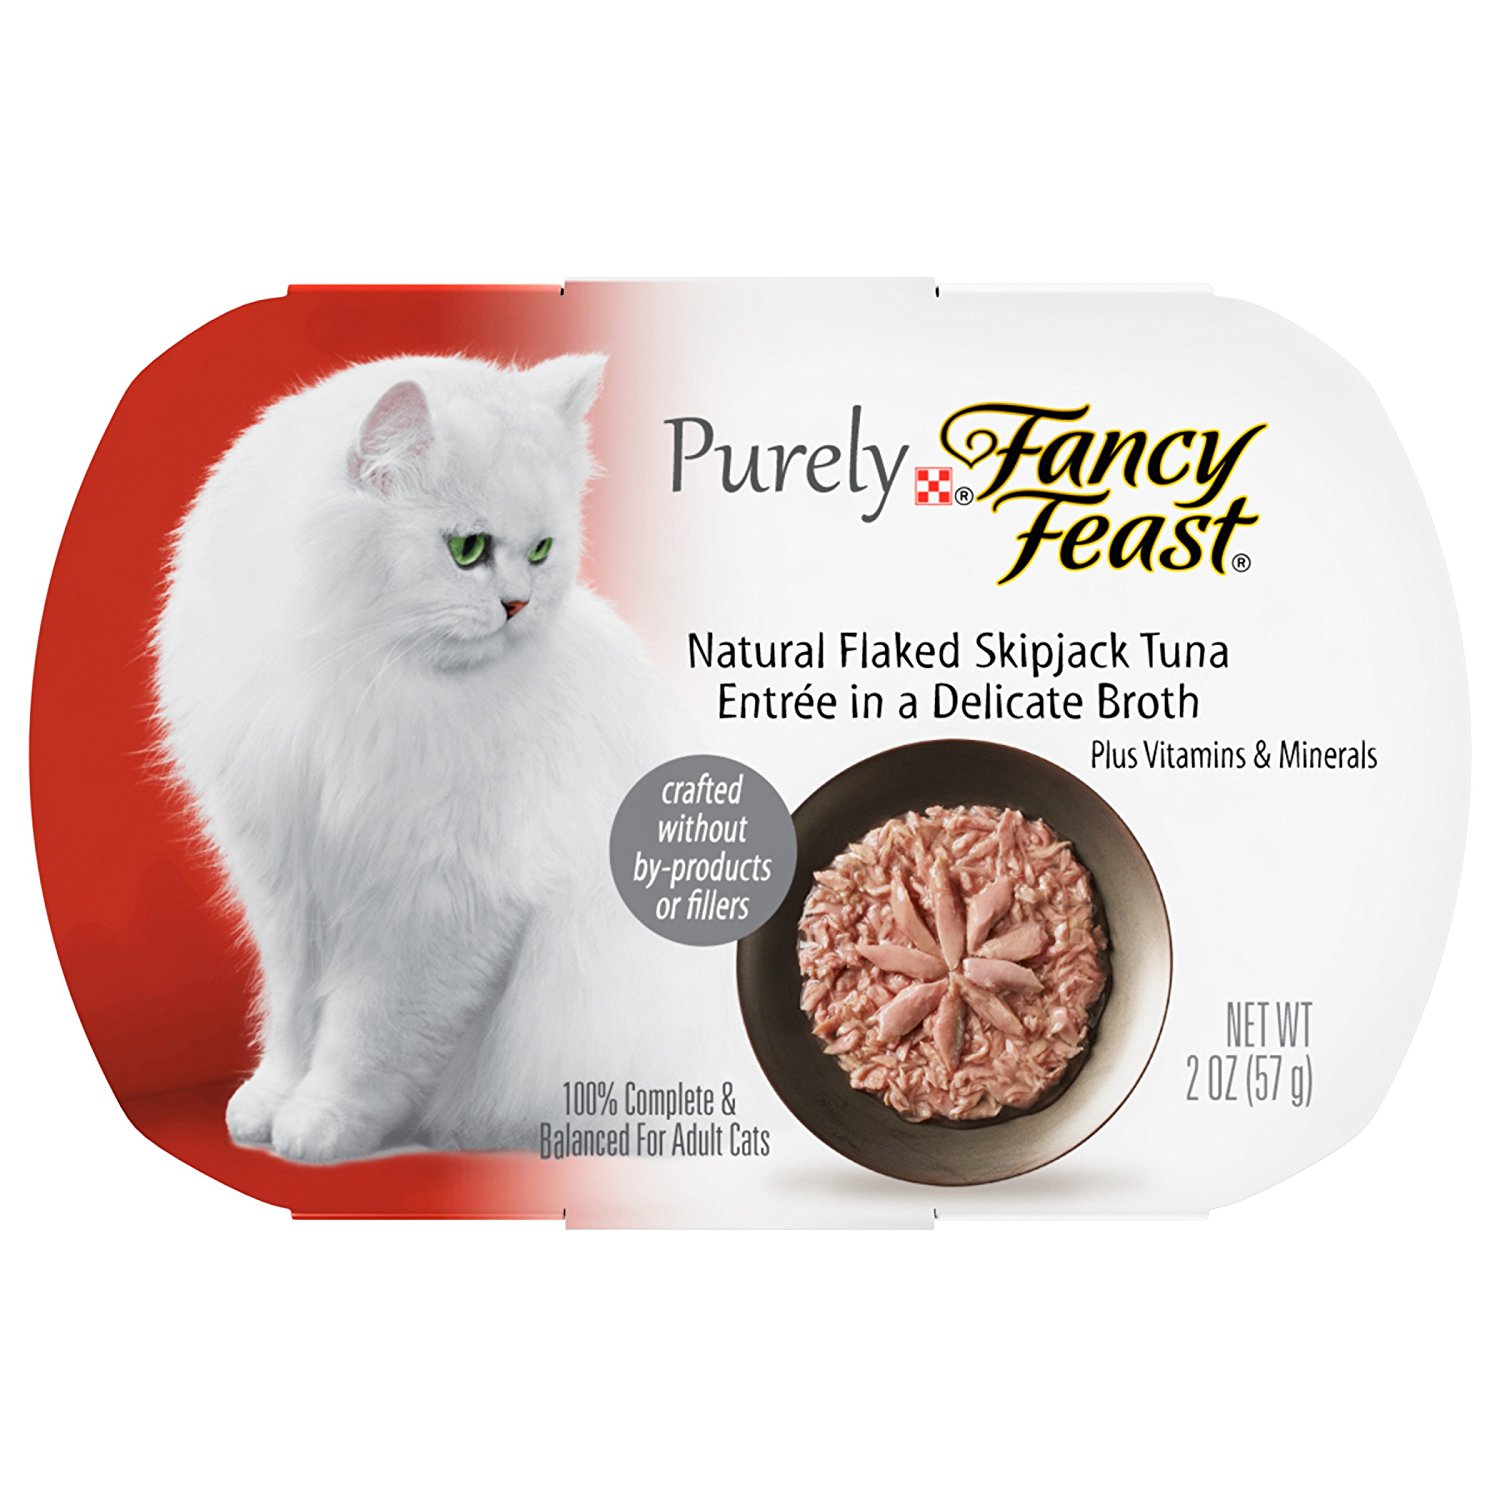 Purely ® Fancy
Feast®
Natural Flaked Skipjack Tuna
Entrée in a Delicate Broth
Plus Vitamins & Minerals
crafted
without
by-products
or fillers
NET WT
2 OZ (57 g)
100% Complete &
Balanced For Adult Cats